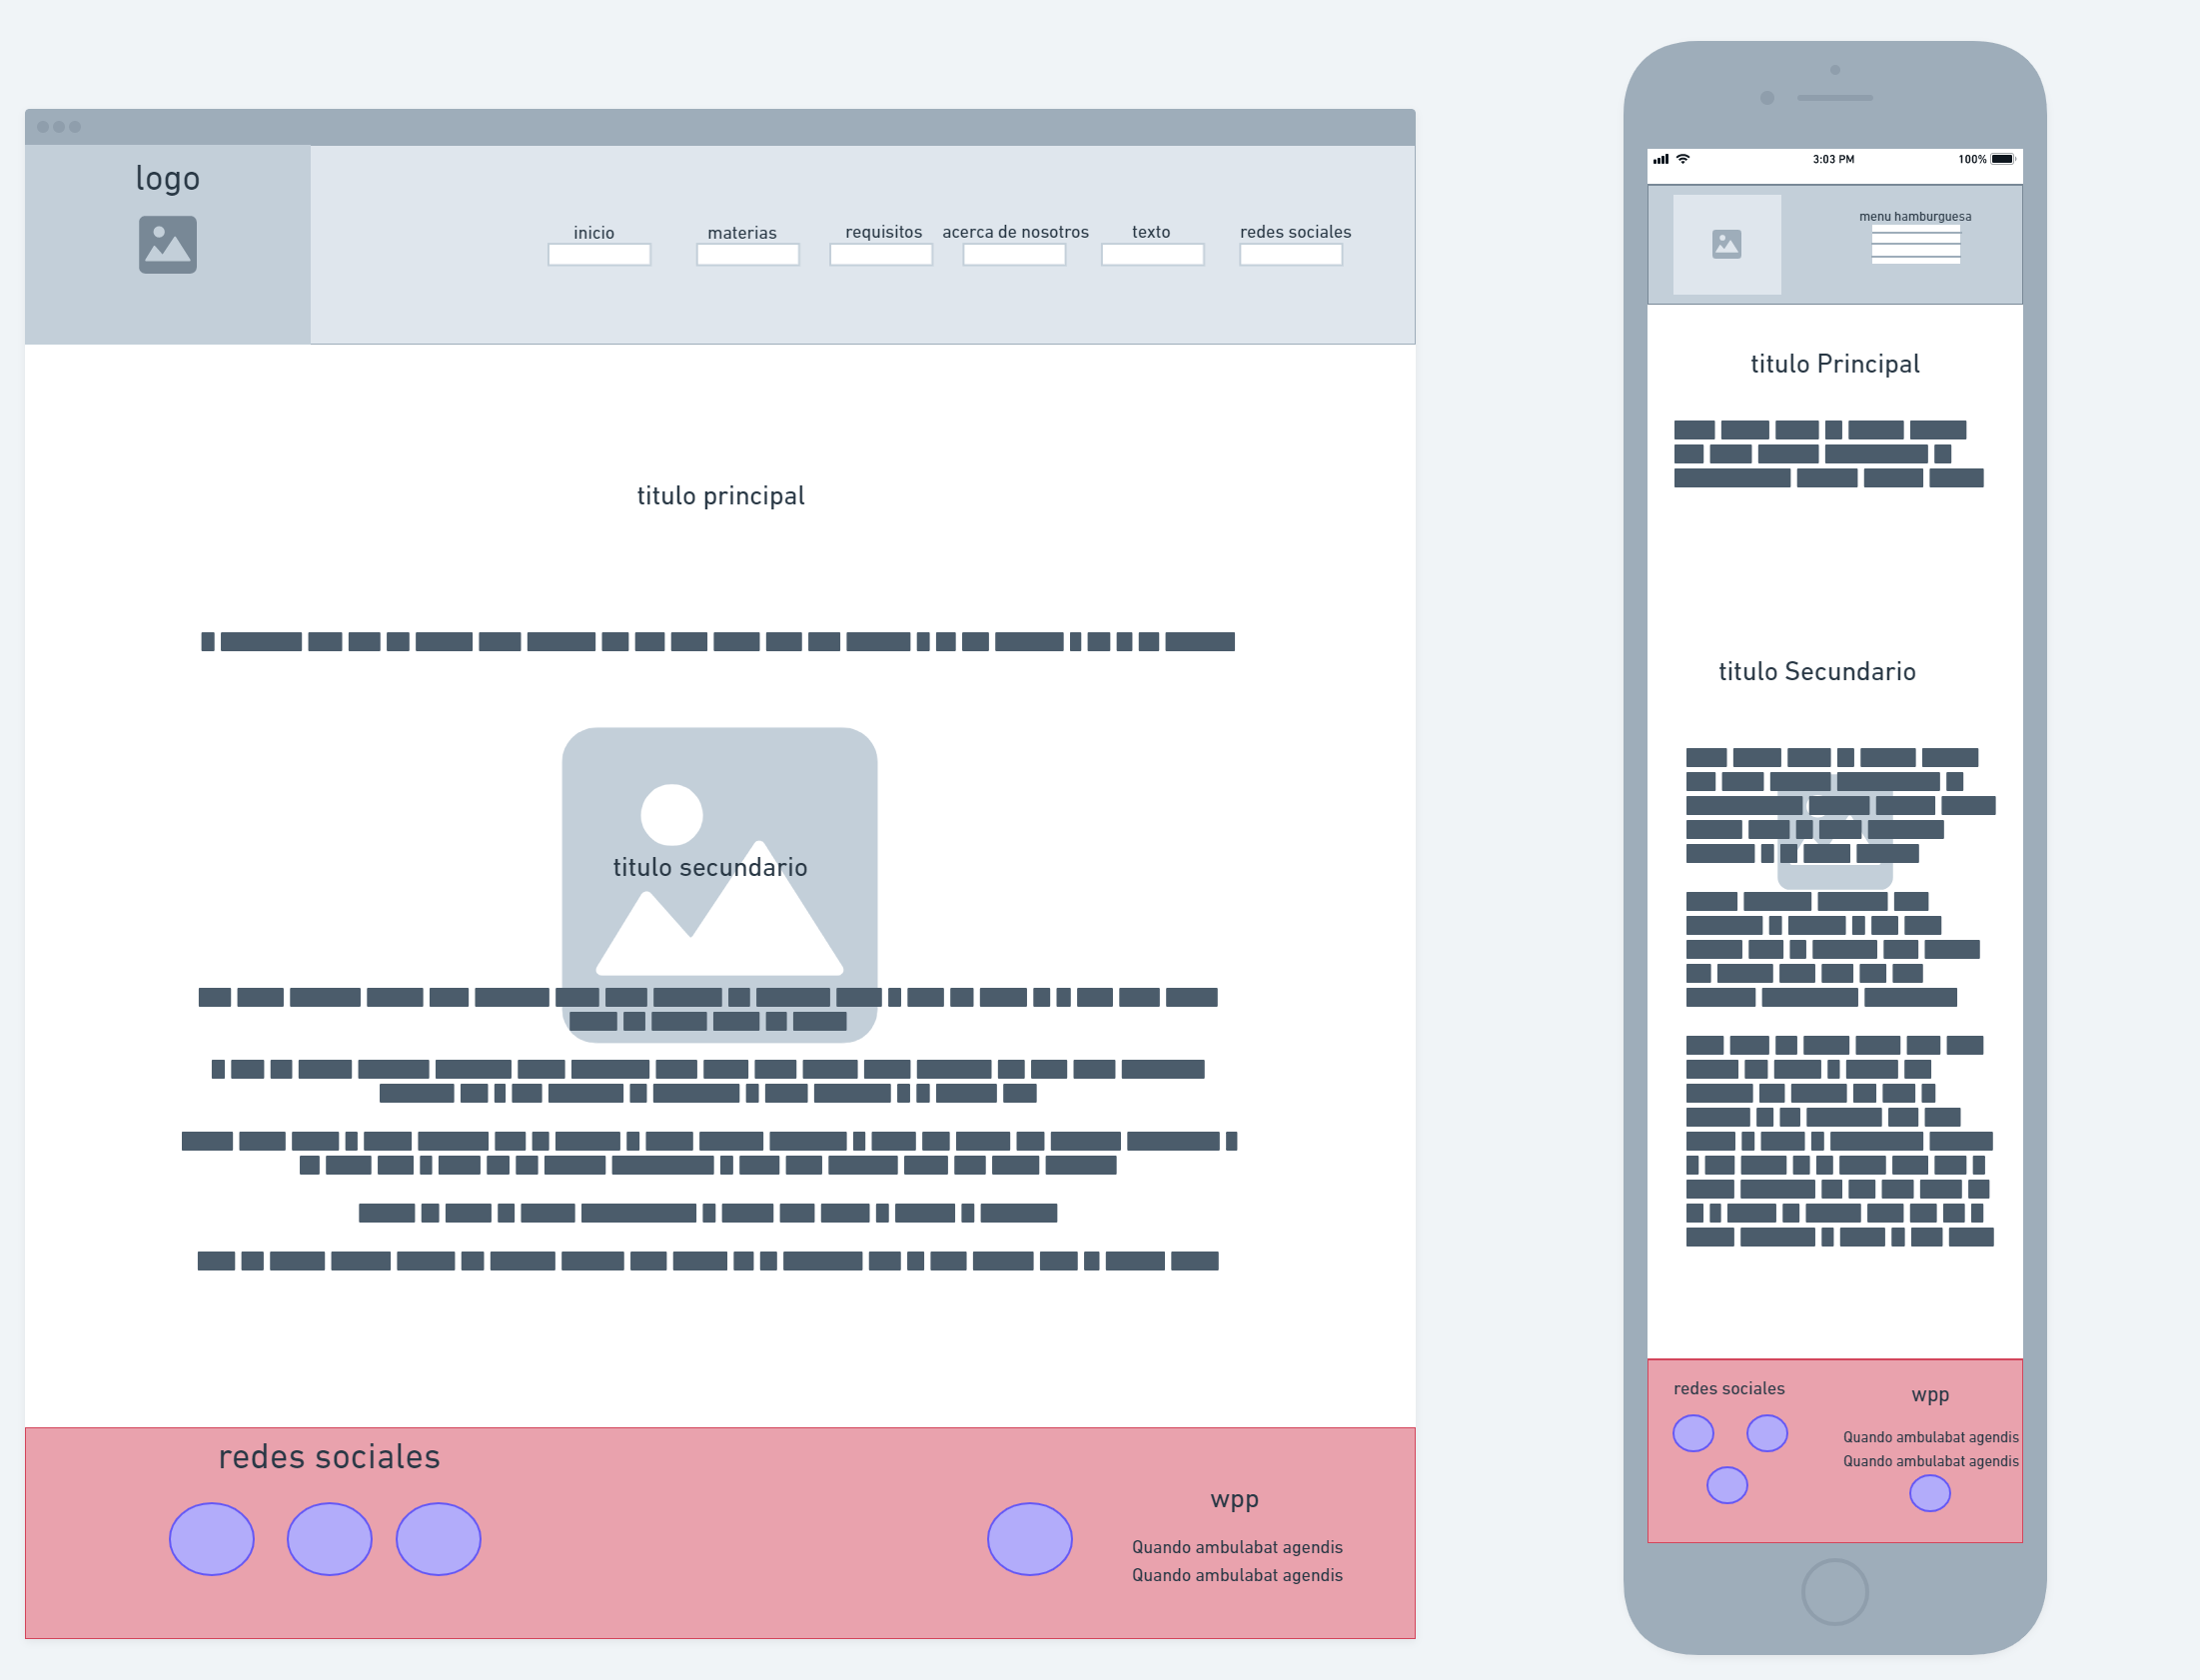 logo
inicio
materias
requisitos
acerca de nosotros
texto
redes sociales
titulo principal
titulo secundario
redes sociales
wpp
Quando ambulabat agendis
Quando ambulabat agendis
3:03 PM
100%
menu hamburguesa
titulo Principal
titulo Secundario
redes sociales
wpp
Quando ambulabat agendis
Quando ambulabat agendis